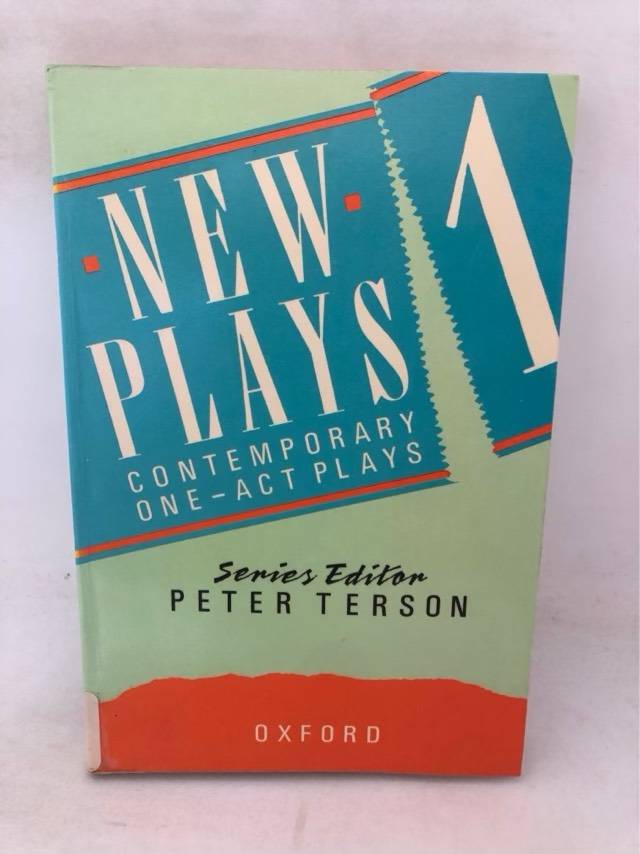 · NEW ·
PLAYS
1
CONTEMPORARY
ONE-ACT PLAYS
Series Editor
PETER TERSON
OXFORD